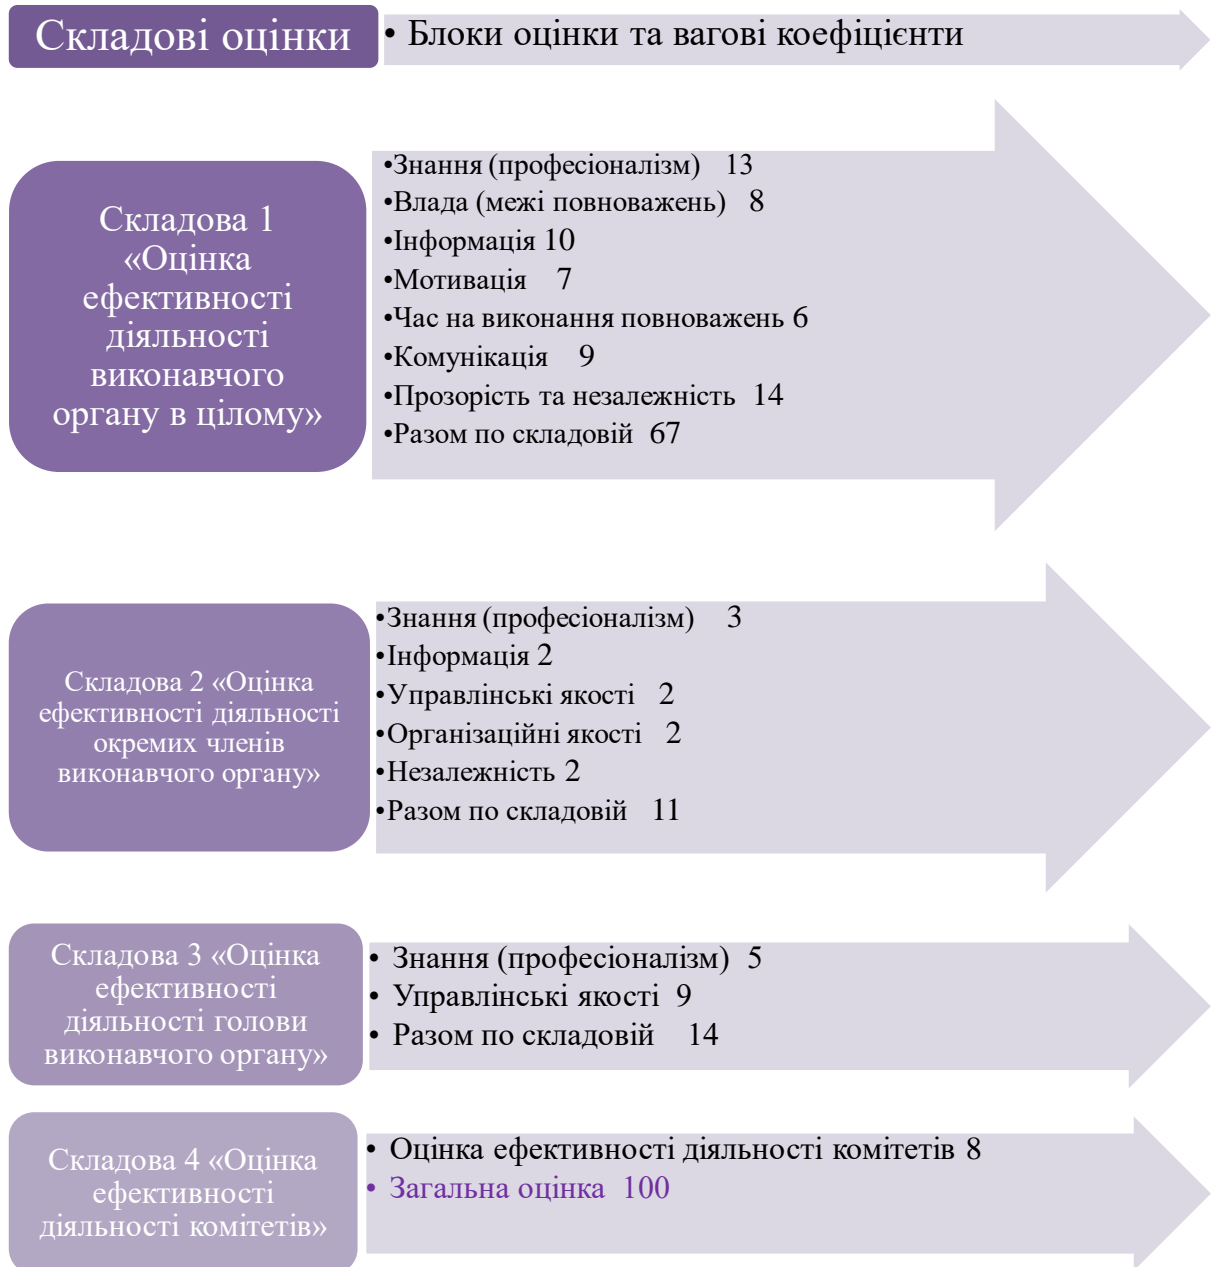 Складові оцінки
• Блоки оцінки та вагові коефіцієнти
Складова 1
«Оцінка
ефективності
діяльності
виконавчого
органу в цілому»
•Знання (професіоналізм) 13
•Влада (межі повноважень) 8
•Інформація 10
•Мотивація 7
•Час на виконання повноважень 6
•Комунікація 9
•Прозорість та незалежність 14
•Разом по складовій 67
Складова 2 «Оцінка
ефективності діяльності
окремих членів
виконавчого органу»
•Знання (професіоналізм) 3
•Інформація 2
•Управлінські якості 2
•Організаційні якості 2
•Незалежність 2
•Разом по складовій 11
Складова 3 «Оцінка
ефективності
діяльності голови
виконавчого органу»
• Знання (професіоналізм) 5
• Управлінські якості 9
• Разом по складовій 14
Складова 4 «Оцінка
ефективності
діяльності комітетів»
• Оцінка ефективності діяльності комітетів 8
• Загальна оцінка 100